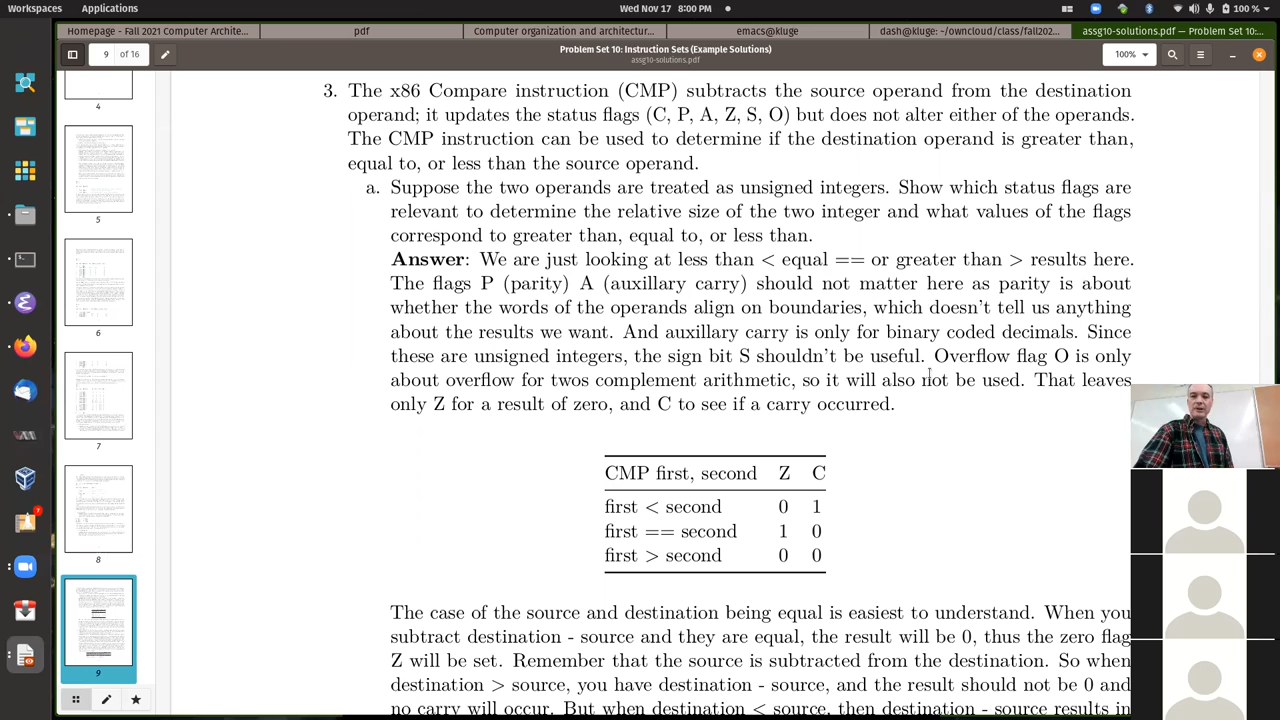 Workspaces Applications Wed Nov 17 8:00 PM 100 %
Homepage - Fall 2021 Computer Archite... pdf Computer organization and architectur... emacs@kluge dash@kluge: ~/owncloud/class/fall202... assg10-solutions.pdf — Problem Set 10:...
9 of 16 Problem Set 10: Instruction Sets (Example Solutions) 100%
assg10-solutions.pdf
4
5
6
7
8
9
7
3. The x86 Compare instruction (CMP) subtracts the source operand from the destination
operand; it updates the status flags (C, P, A, Z, S, O) but does not alter either of the operands.
The CMP instruction can be used to determine if the destination operand is greater than,
equal to, or less than the source operand.
a. Suppose the two operands are treated as unsigned integers. Show which status flags are
relevant to determine the relative size of the two integer and what values of the flags
correspond to greater than, equal to, or less than.
Answer: We are just looking at less than < equal == or greater than > results here.
The flags P (parity) A (auxillary carry) should not matter here as parity is about
whether the words of the operands align on boundaries, which doesn't tell us anything
about the results we want. And auxillary carry is only for binary coded decimals. Since
these are unsigned integers, the sign bit S shouldn't be useful. Overflow flag O is only
about overflow for twos complement arithmetic, so it will also not be used. That leaves
only Z for a result of zero, and C to see if a carry occurred.
CMP first, second Z C
first < second 0 1
first == second 1 0
first > second 0 0
The case of the source and destination being equal is easiest to understand. When you
subtract destination - source and they are equal, the result will be 0, thus the zero flag
Z will be set. Remember that the source is subtracted from the destination. So when
destination > source, you have destination - source, and the result should not be 0 and
no carry will occur. But when destination < source, then destination - source results in